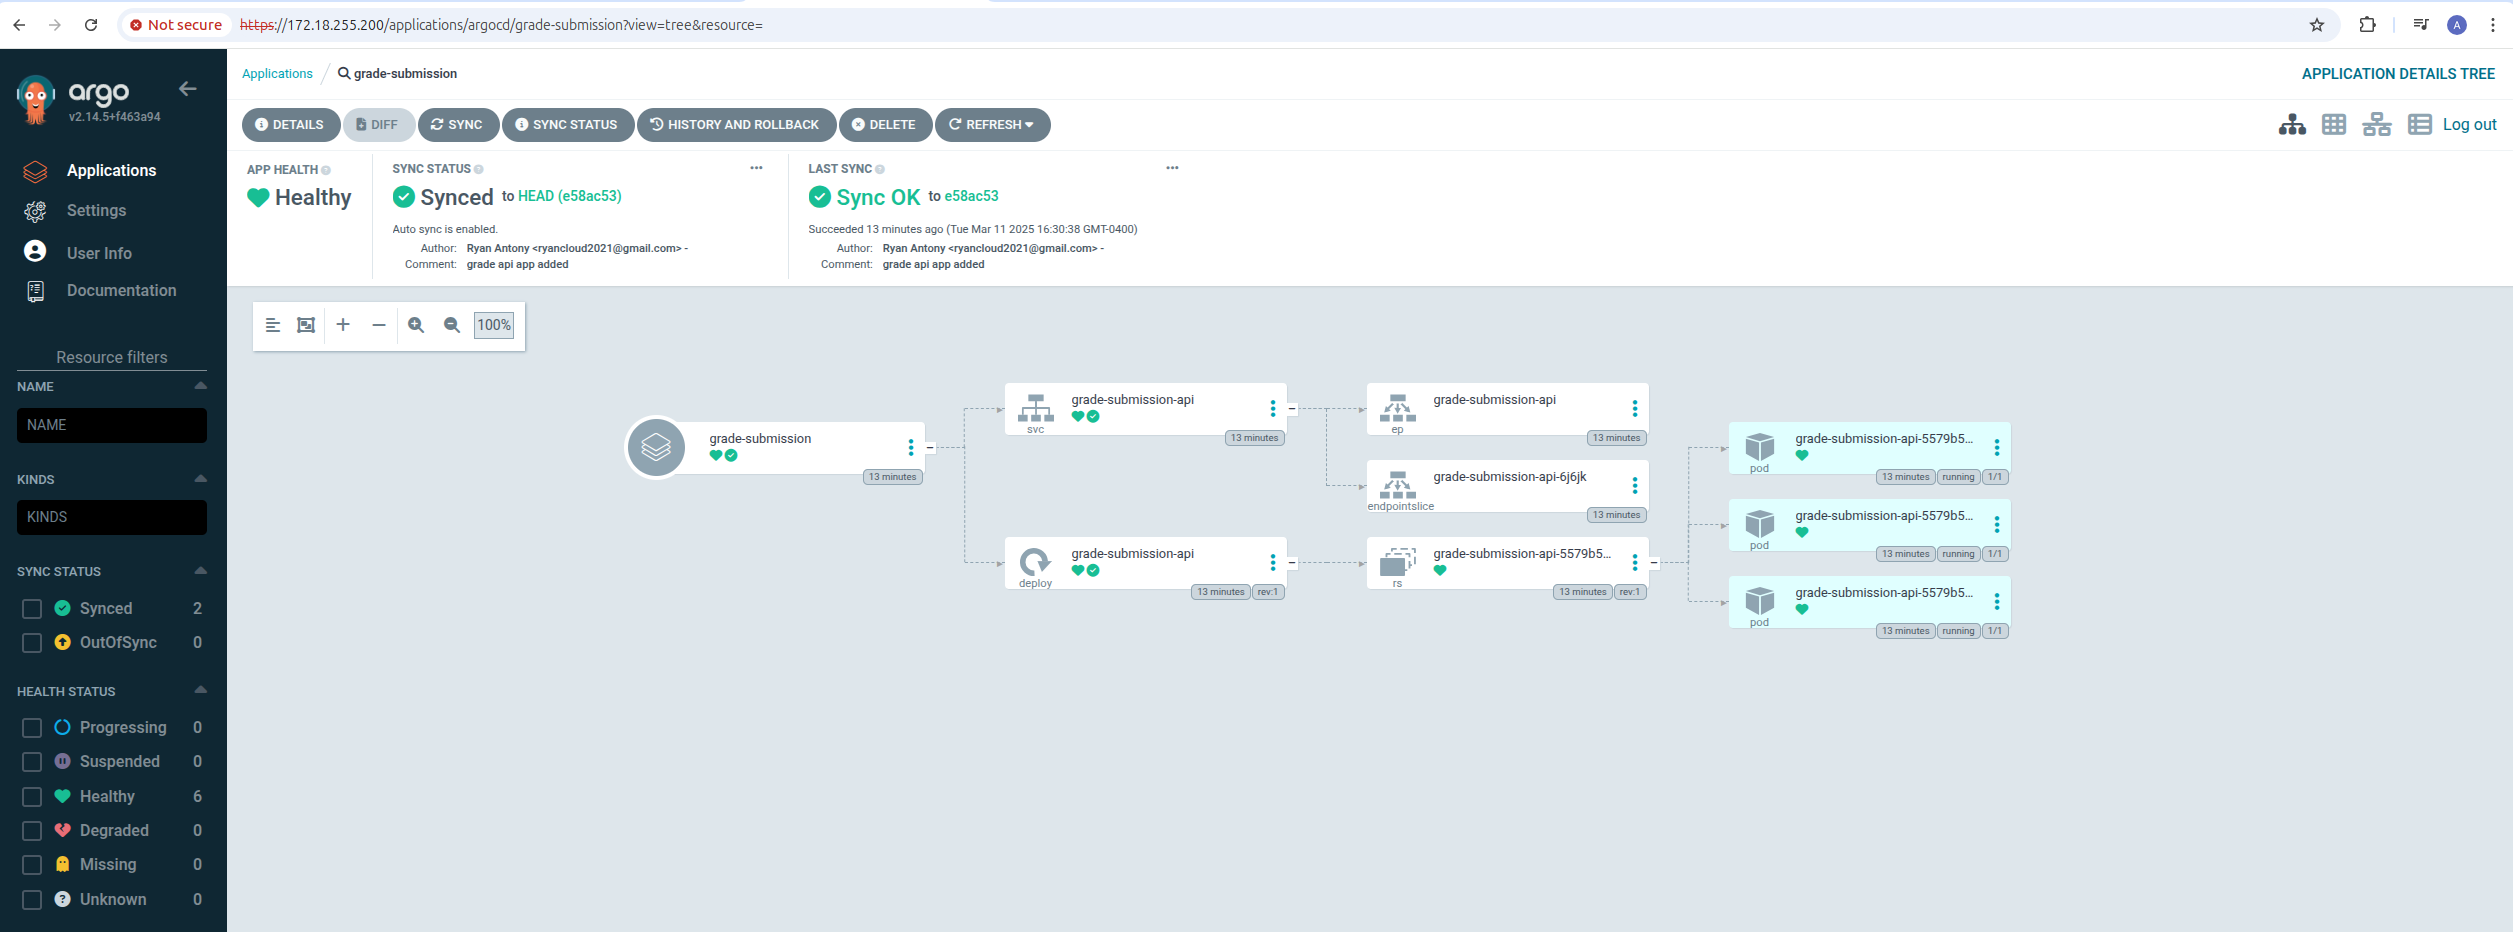 Not secure https://172.18.255.200/applications/argocd/grade-submission?view=tree&resource= A
argo
v2.14.5+f463a94
Applications
Settings
User Info
Documentation
Resource filters
NAME
NAME
KINDS
KINDS
SYNC STATUS
Synced 2
OutOfSync 0
HEALTH STATUS
Progressing 0
Suspended 0
Healthy 6
Degraded 0
Missing 0
Unknown 0
Applications / grade-submission APPLICATION DETAILS TREE
DETAILS DIFF SYNC SYNC STATUS HISTORY AND ROLLBACK DELETE REFRESH Log out
APP HEALTH
Healthy
SYNC STATUS
Synced to HEAD (e58ac53)
Auto sync is enabled.
Author: Ryan Antony <ryancloud2021@gmail.com> -
Comment: grade api app added
LAST SYNC
Sync OK to e58ac53
Succeeded 13 minutes ago (Tue Mar 11 2025 16:30:38 GMT-0400)
Author: Ryan Antony <ryancloud2021@gmail.com> -
Comment: grade api app added
100%
grade-submission
13 minutes
grade-submission-api
svc
13 minutes
grade-submission-api
deploy
13 minutes rev:1
grade-submission-api
ep
13 minutes
grade-submission-api-6j6jk
endpointslice
13 minutes
grade-submission-api-5579b5...
rs
13 minutes rev:1
grade-submission-api-5579b5...
pod
13 minutes running 1/1
grade-submission-api-5579b5...
pod
13 minutes running 1/1
grade-submission-api-5579b5...
pod
13 minutes running 1/1